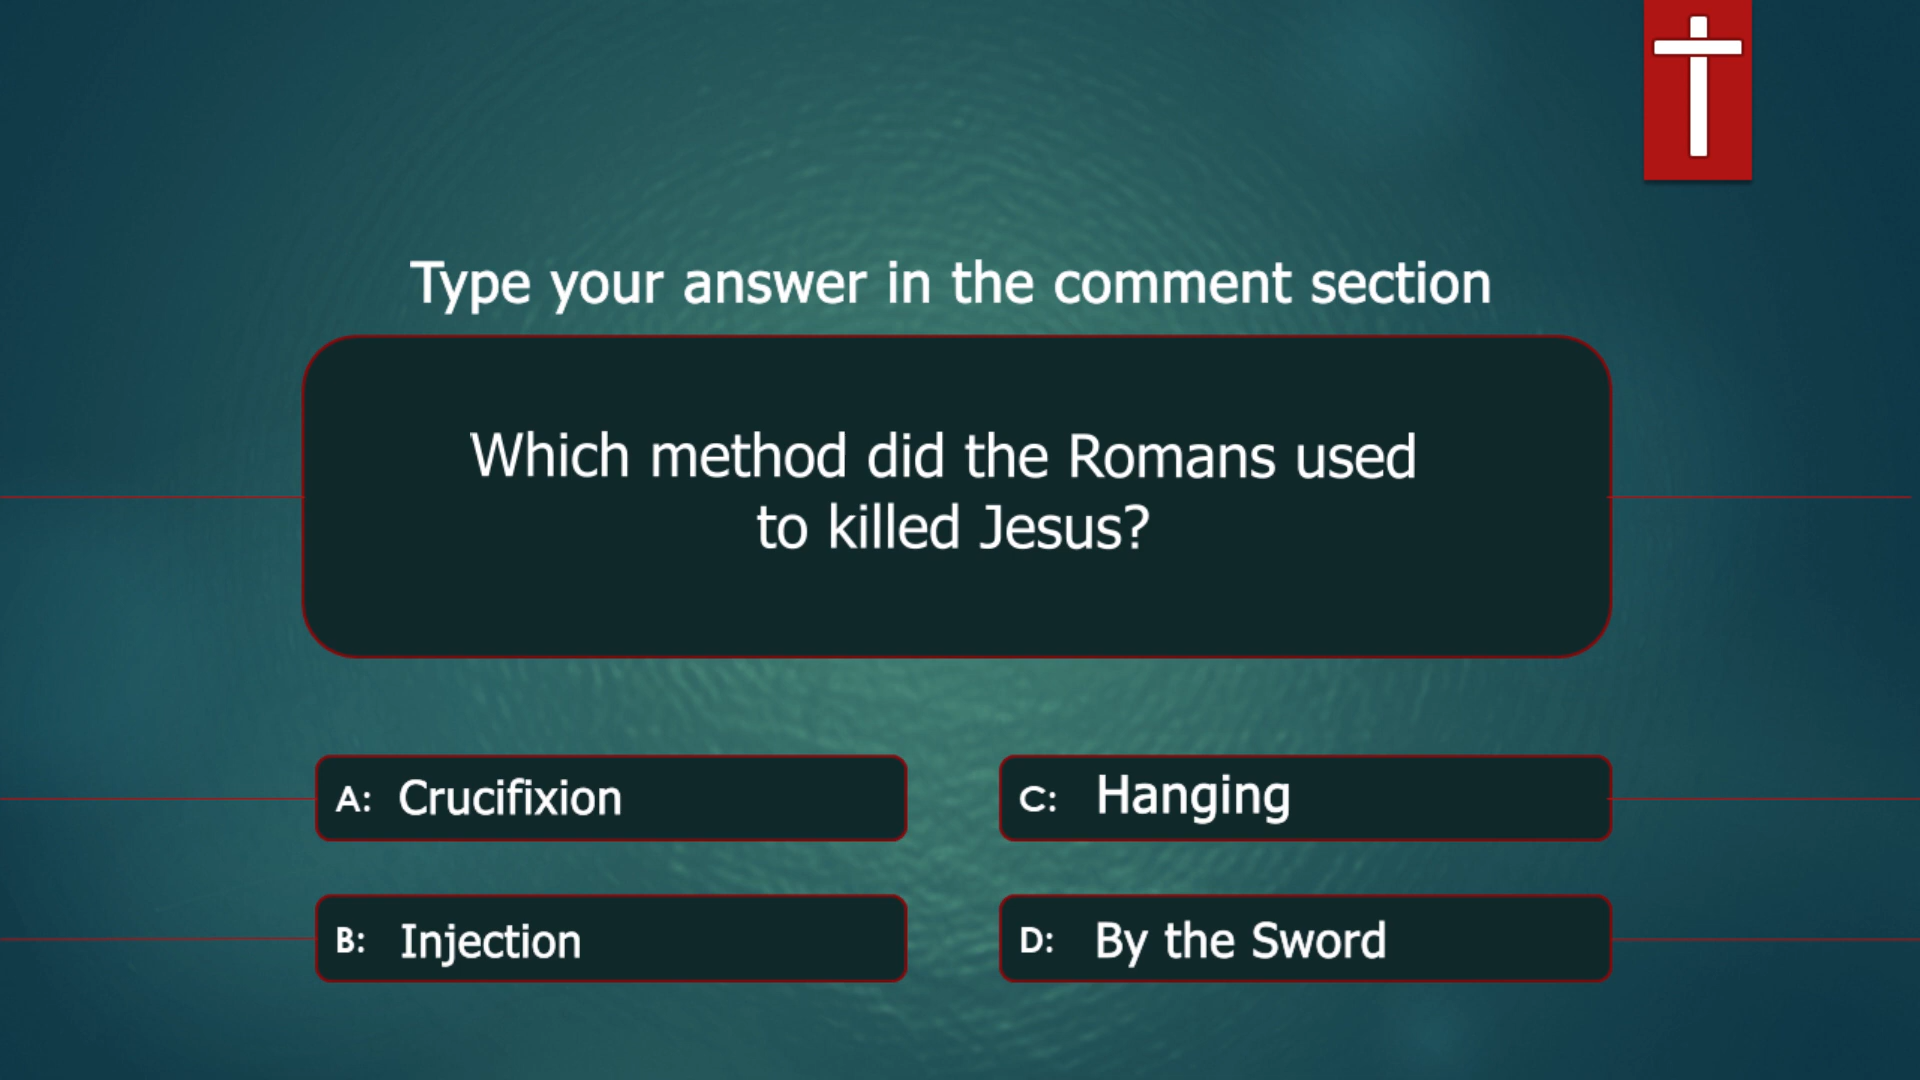 Type your answer in the comment section
Which method did the Romans used
to killed Jesus?
A: Crucifixion
C: Hanging
B: Injection
D: By the Sword